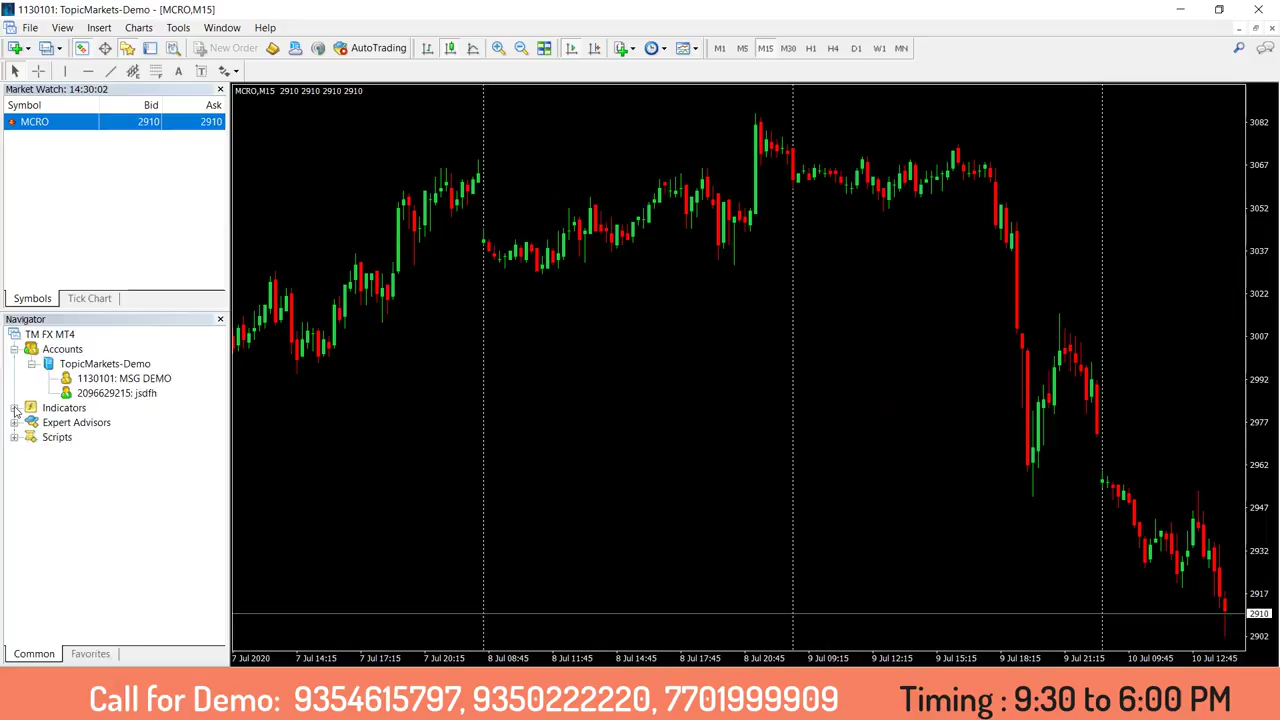 1130101: TopicMarkets-Demo - [MCRO,M15]
File View Insert Charts Tools Window Help
New Order AutoTrading M1 M5 M15 M30 H1 H4 D1 W1 MN
A T
Market Watch: 14:30:02
Symbol Bid Ask
MCRO 2910 2910
Symbols Tick Chart
Navigator
TM FX MT4
Accounts
TopicMarkets-Demo
1130101: MSG DEMO
2096629215: jsdfh
Indicators
Expert Advisors
Scripts
Common Favorites
MCRO,M15 2910 2910 2910 2910
3082
3067
3052
3037
3022
3007
2992
2977
2962
2947
2932
2917
2910
2902
7 Jul 2020 7 Jul 14:15 7 Jul 17:15 7 Jul 20:15 8 Jul 08:45 8 Jul 11:45 8 Jul 14:45 8 Jul 17:45 8 Jul 20:45 9 Jul 09:15 9 Jul 12:15 9 Jul 15:15 9 Jul 18:15 9 Jul 21:15 10 Jul 09:45 10 Jul 12:45
Call for Demo: 9354615797, 9350222220, 7701999909 Timing : 9:30 to 6:00 PM